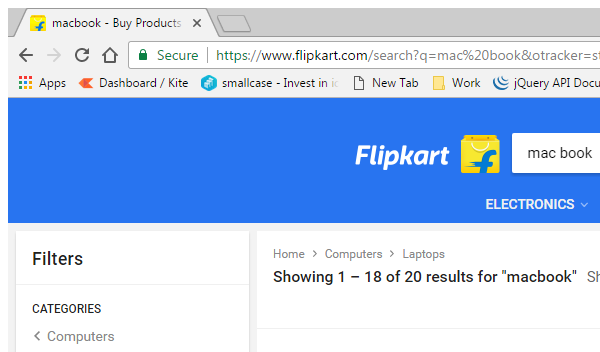 macbook - Buy Products
Secure https://www.flipkart.com/search?q=mac%20book&otracker=st
Apps Dashboard / Kite smallcase - Invest in New Tab Work jQuery API Docu
Flipkart mac book
ELECTRONICS
Filters
Home > Computers > Laptops
Showing 1 – 18 of 20 results for "macbook" Sh
CATEGORIES
< Computers